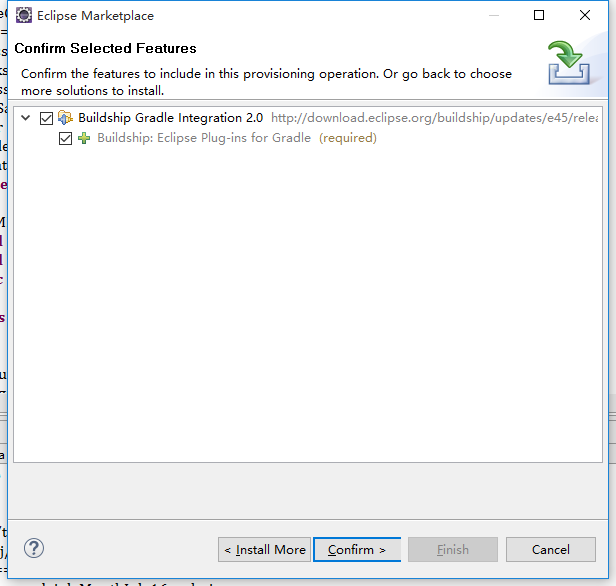 Eclipse Marketplace
Confirm Selected Features
Confirm the features to include in this provisioning operation. Or go back to choose
more solutions to install.
Buildship Gradle Integration 2.0 http://download.eclipse.org/buildship/updates/e45/relea
Buildship: Eclipse Plug-ins for Gradle (required)
< Install More
Confirm >
Finish
Cancel